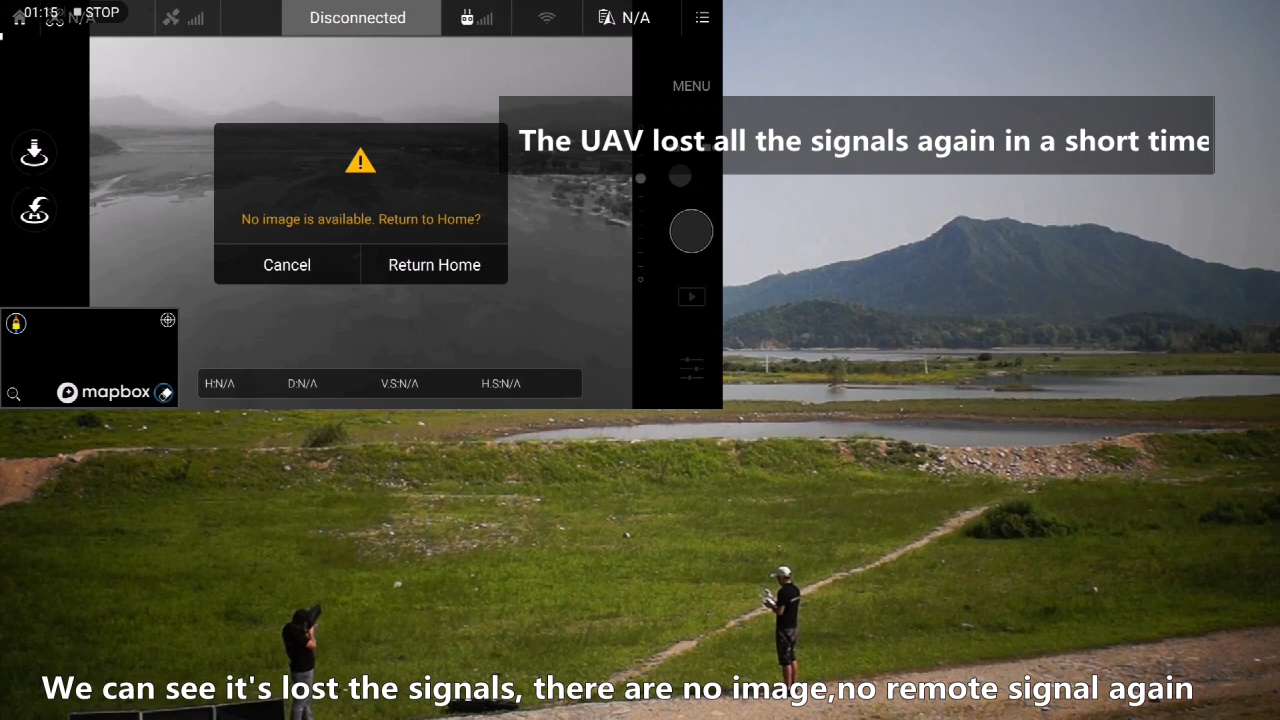 01:15 STOP
N/A
Disconnected
N/A
MENU
The UAV lost all the signals again in a short time
No image is available. Return to Home?
Cancel
Return Home
mapbox
H:N/A
D:N/A
V.S:N/A
H.S:N/A
We can see it's lost the signals, there are no image,no remote signal again